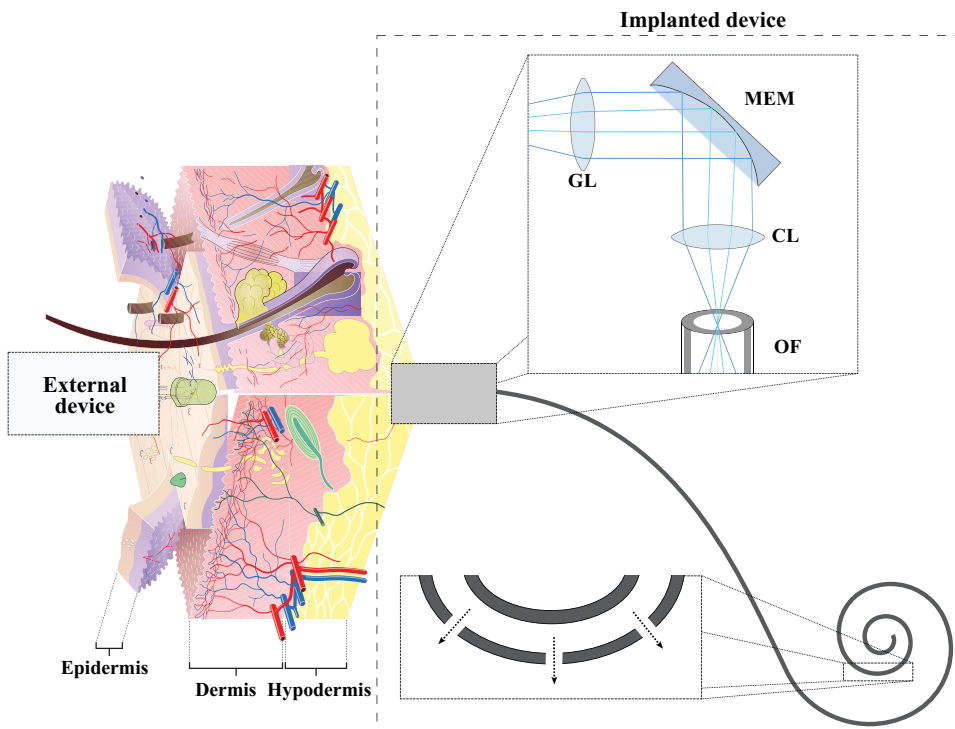 Implanted device
MEM
GL
CL
OF
External
device
Epidermis
Dermis
Hypodermis